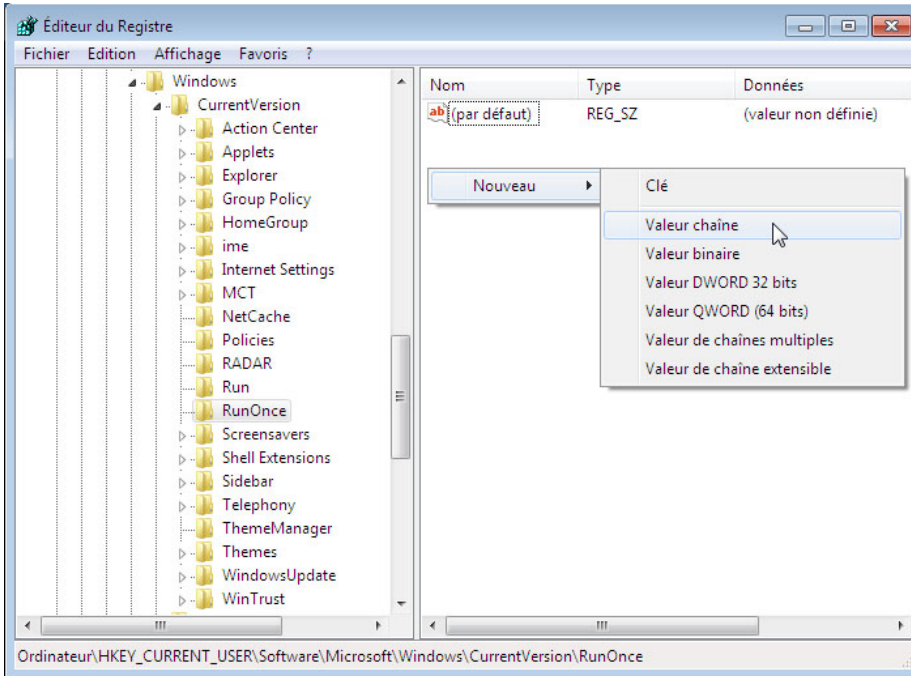 Éditeur du Registre
Fichier Edition Affichage Favoris ?
Windows
CurrentVersion
Action Center
Applets
Explorer
Group Policy
HomeGroup
ime
Internet Settings
MCT
NetCache
Policies
RADAR
Run
RunOnce
Screensavers
Shell Extensions
Sidebar
Telephony
ThemeManager
Themes
WindowsUpdate
WinTrust
Nom Type Données
ab (par défaut) REG_SZ (valeur non définie)
Nouveau
Clé
Valeur chaîne
Valeur binaire
Valeur DWORD 32 bits
Valeur QWORD (64 bits)
Valeur de chaînes multiples
Valeur de chaîne extensible
Ordinateur\HKEY_CURRENT_USER\Software\Microsoft\Windows\CurrentVersion\RunOnce